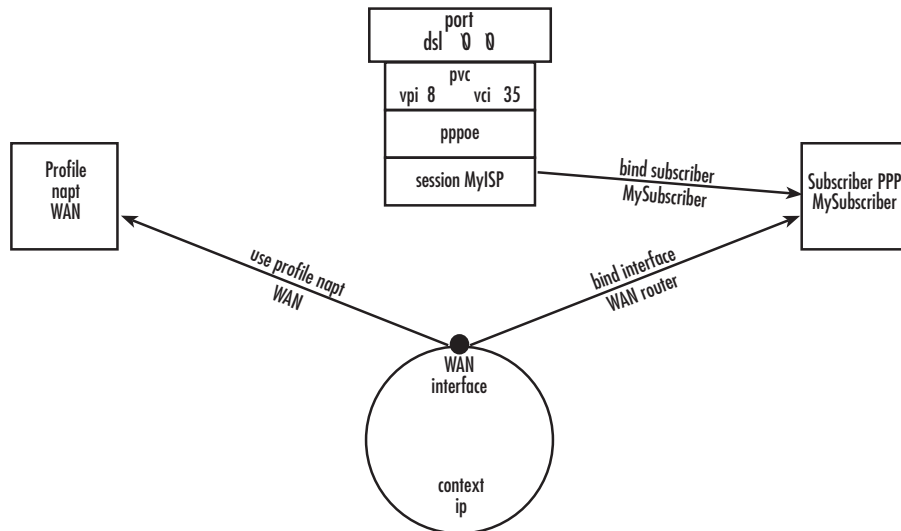 port
dsl 0 0
pvc
vpi 8 vci 35
pppoe
session MyISP
bind subscriber
MySubscriber
Profile
napt
WAN
Subscriber PPP
MySubscriber
use profile napt
WAN
bind interface
WAN router
WAN
interface
context
ip